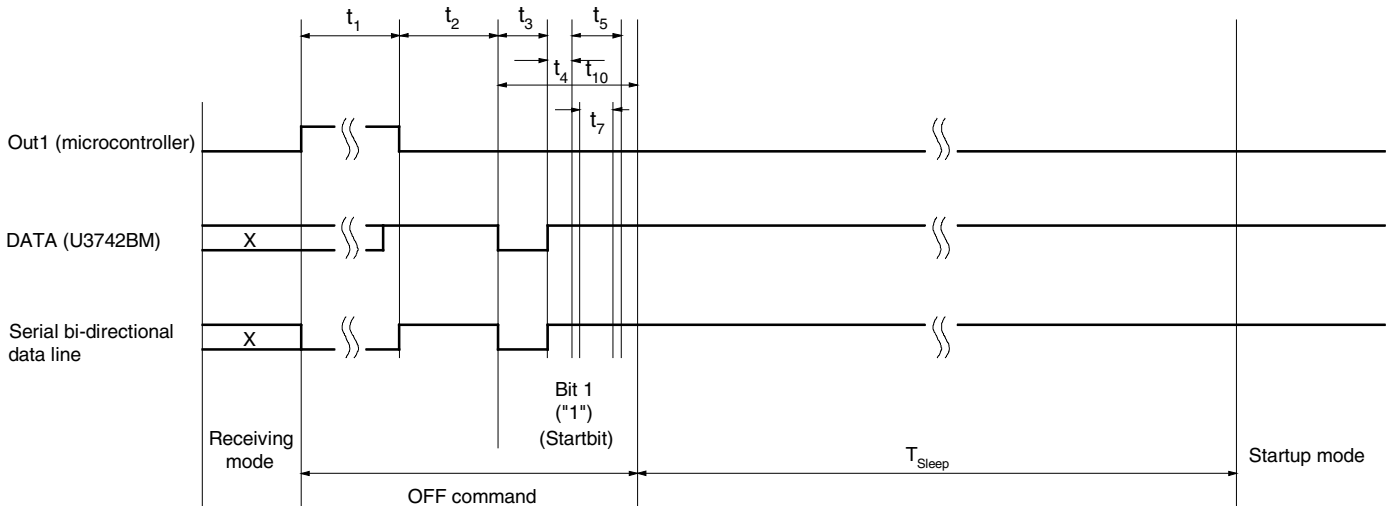 t1
t2
t3
t5
t4
t10
t7
Out1 (microcontroller)
DATA (U3742BM)
X
Serial bi-directional
data line
X
Bit 1
("1")
(Startbit)
Receiving
mode
TSleep
Startup mode
OFF command